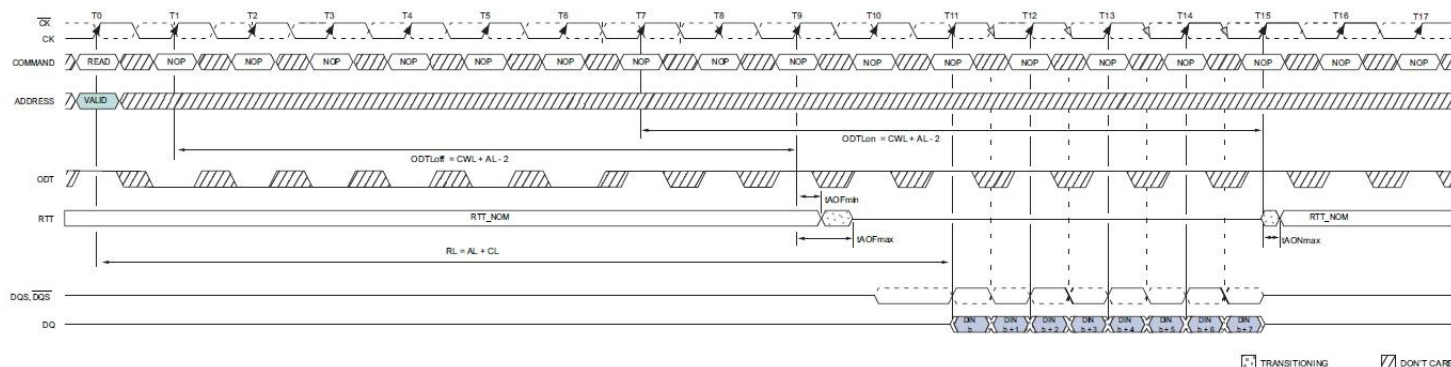 T0 T1 T2 T3 T4 T5 T6 T7 T8 T9 T10 T11 T12 T13 T14 T15 T16 T17
CK
CK
COMMAND READ NOP NOP NOP NOP NOP NOP NOP NOP NOP NOP NOP NOP NOP NOP NOP NOP NOP
ADDRESS VALID
ODTLon = CWL + AL - 2
ODTLoff = CWL + AL - 2
ODT
tAOFmin
RTT RTT_NOM RTT_NOM
tAOFmax tAONmax
RL = AL + CL
DQS, DQS
DQ DIN b DIN b + 1 DIN b + 2 DIN b + 3 DIN b + 4 DIN b + 5 DIN b + 6 DIN b + 7
TRANSITIONING DON'T CARE